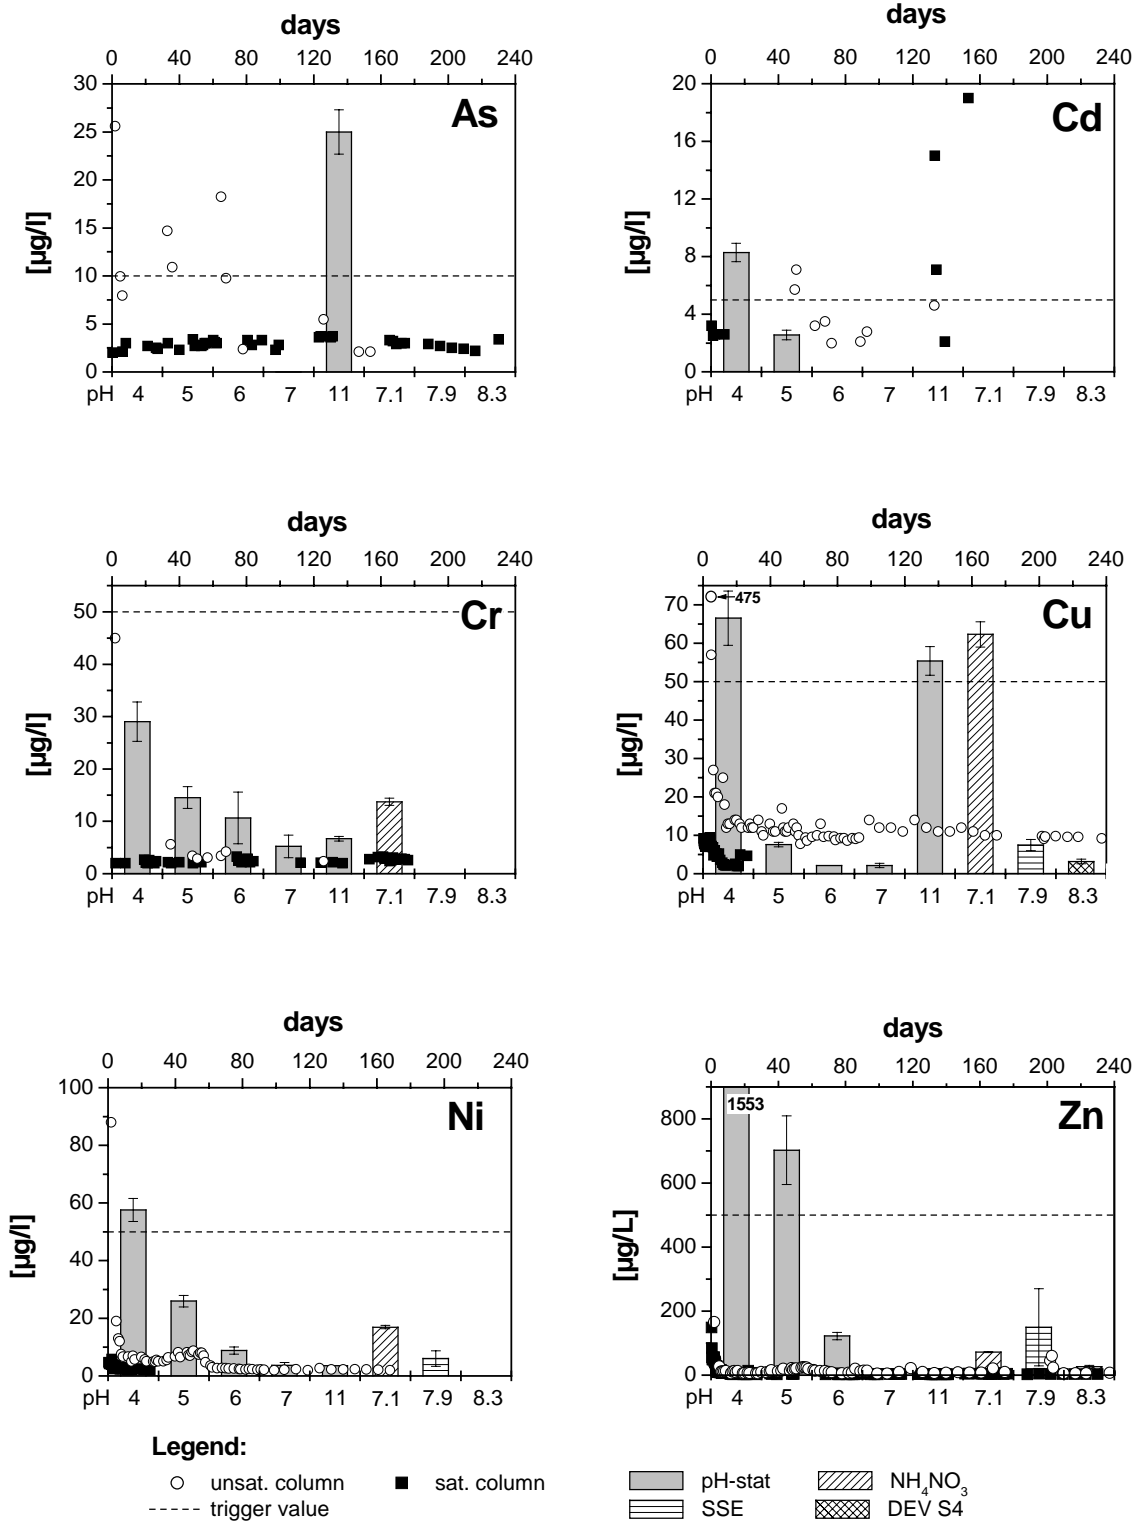 days
0 40 80 120 160 200 240
30
25
20
15
10
5
0
As
[µg/l]
pH 4 5 6 7 11 7.1 7.9 8.3
days
0 40 80 120 160 200 240
20
16
12
8
4
0
Cd
[µg/l]
pH 4 5 6 7 11 7.1 7.9 8.3
days
0 40 80 120 160 200 240
50
40
30
20
10
0
Cr
[µg/l]
pH 4 5 6 7 11 7.1 7.9 8.3
days
0 40 80 120 160 200 240
70
60
50
40
30
20
10
0
475
Cu
[µg/l]
pH 4 5 6 7 11 7.1 7.9 8.3
days
0 40 80 120 160 200 240
100
80
60
40
20
0
Ni
[µg/l]
pH 4 5 6 7 11 7.1 7.9 8.3
days
0 40 80 120 160 200 240
800
600
400
200
0
1553
Zn
[µg/L]
pH 4 5 6 7 11 7.1 7.9 8.3
Legend:
unsat. column sat. column pH-stat NH₄NO₃
trigger value SSE DEV S4